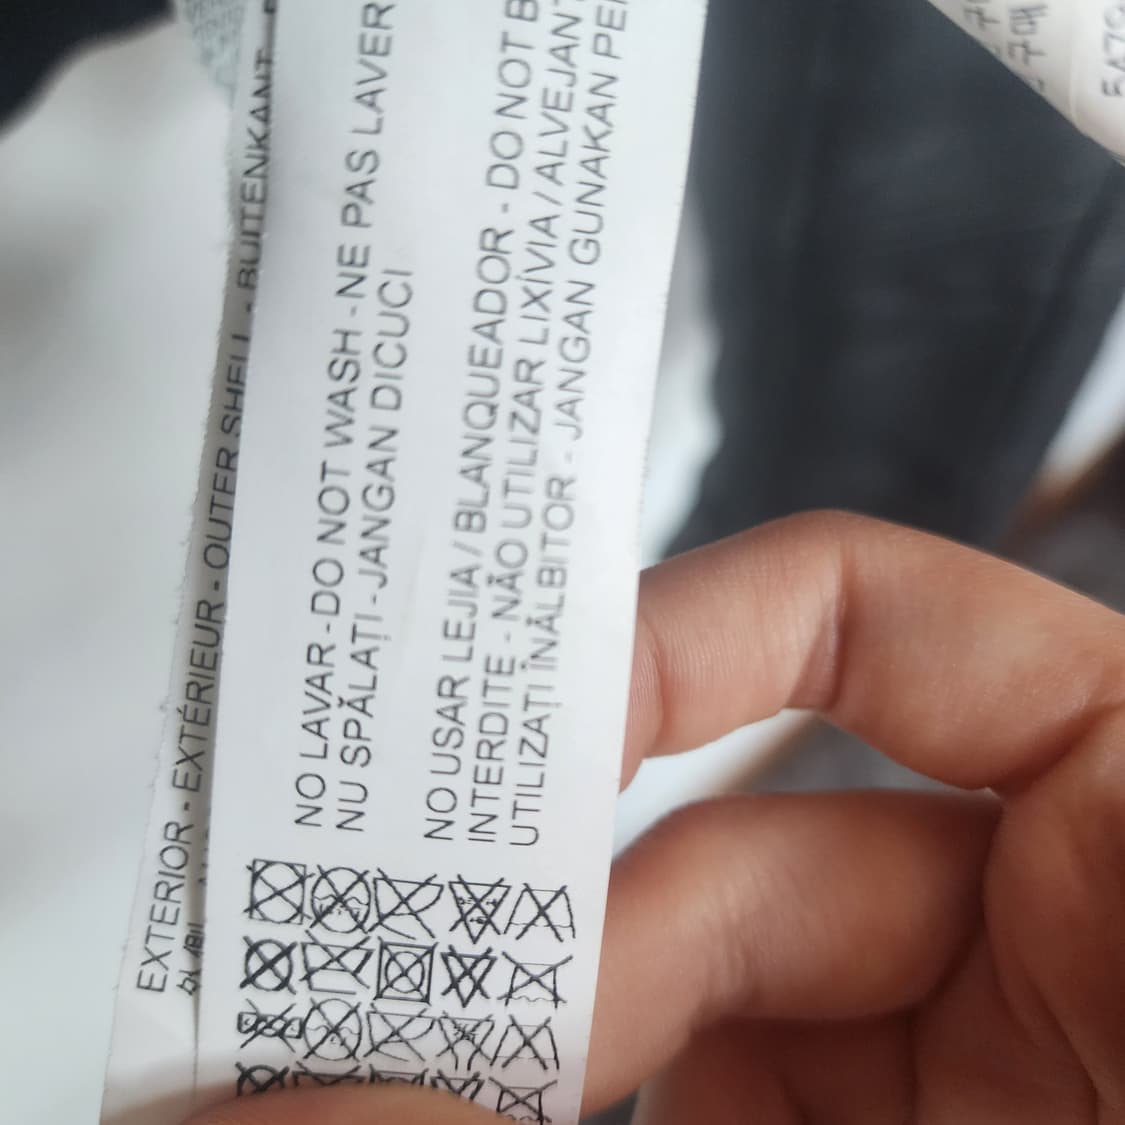 EXTERIOR - EXTÉRIEUR - OUTER SHELL - BUITENKANT
NO LAVAR - DO NOT WASH - NE PAS LAVER
NU SPĂLAȚI - JANGAN DICUCI
NO USAR LEJIA / BLANQUEADOR - DO NOT B
INTERDITE - NÃO UTILIZAR LIXÍVIA / ALVEJANT
UTILIZAȚI ÎNĂLBITOR - JANGAN GUNAKAN PE